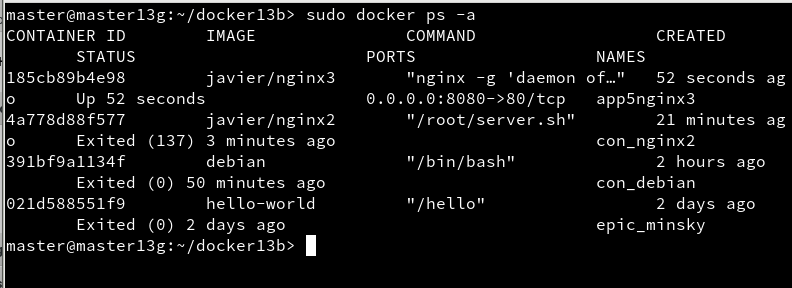 master@master13g:~/docker13b> sudo docker ps -a
CONTAINER ID        IMAGE               COMMAND                  CREATED
       STATUS                       PORTS                  NAMES
185cb89b4e98        javier/nginx3       "nginx -g 'daemon of…"   52 seconds ag
o      Up 52 seconds                0.0.0.0:8080->80/tcp   app5nginx3
4a778d88f577        javier/nginx2       "/root/server.sh"        21 minutes ag
o      Exited (137) 3 minutes ago                          con_nginx2
391bf9a1134f        debian              "/bin/bash"              2 hours ago
       Exited (0) 50 minutes ago                           con_debian
021d588551f9        hello-world         "/hello"                 2 days ago
       Exited (0) 2 days ago                               epic_minsky
master@master13g:~/docker13b>